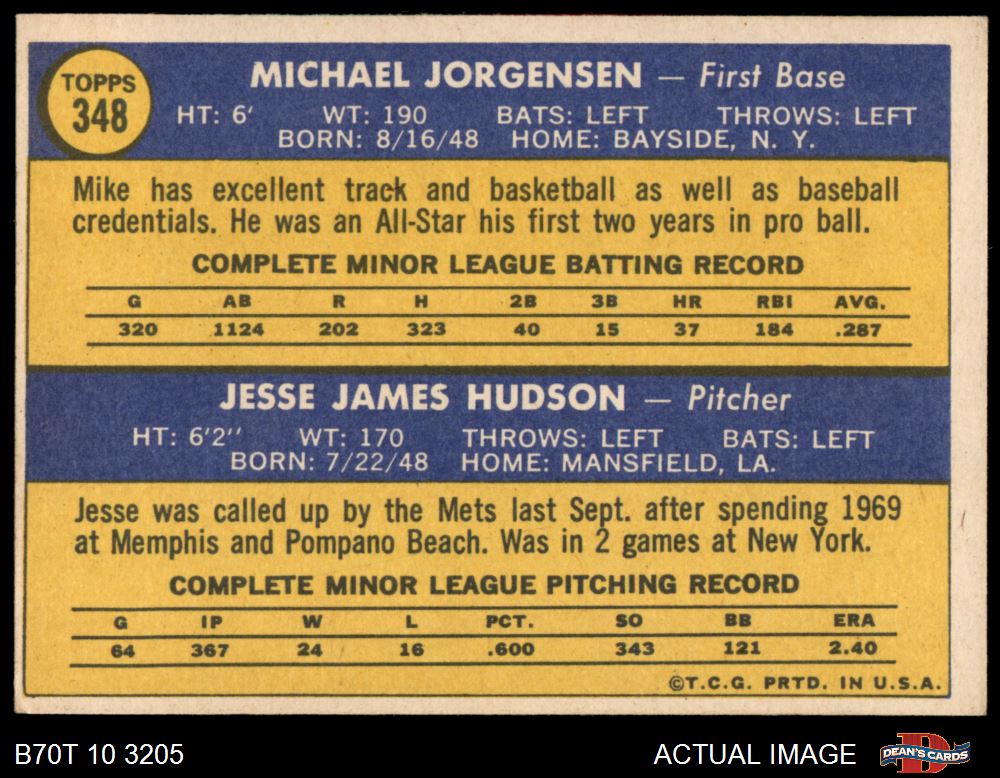 TOPPS
348
MICHAEL JORGENSEN — First Base
HT: 6' WT: 190 BATS: LEFT THROWS: LEFT
BORN: 8/16/48 HOME: BAYSIDE, N. Y.
Mike has excellent track and basketball as well as baseball
credentials. He was an All-Star his first two years in pro ball.
COMPLETE MINOR LEAGUE BATTING RECORD
G AB R H 2B 3B HR RBI AVG.
320 1124 202 323 40 15 37 184 .287
JESSE JAMES HUDSON — Pitcher
HT: 6'2'' WT: 170 THROWS: LEFT BATS: LEFT
BORN: 7/22/48 HOME: MANSFIELD, LA.
Jesse was called up by the Mets last Sept. after spending 1969
at Memphis and Pompano Beach. Was in 2 games at New York.
COMPLETE MINOR LEAGUE PITCHING RECORD
G IP W L PCT. SO BB ERA
64 367 24 16 .600 343 121 2.40
©T.C.G. PRTD. IN U.S.A.
B70T 10 3205 ACTUAL IMAGE
D
DEAN'S CARDS